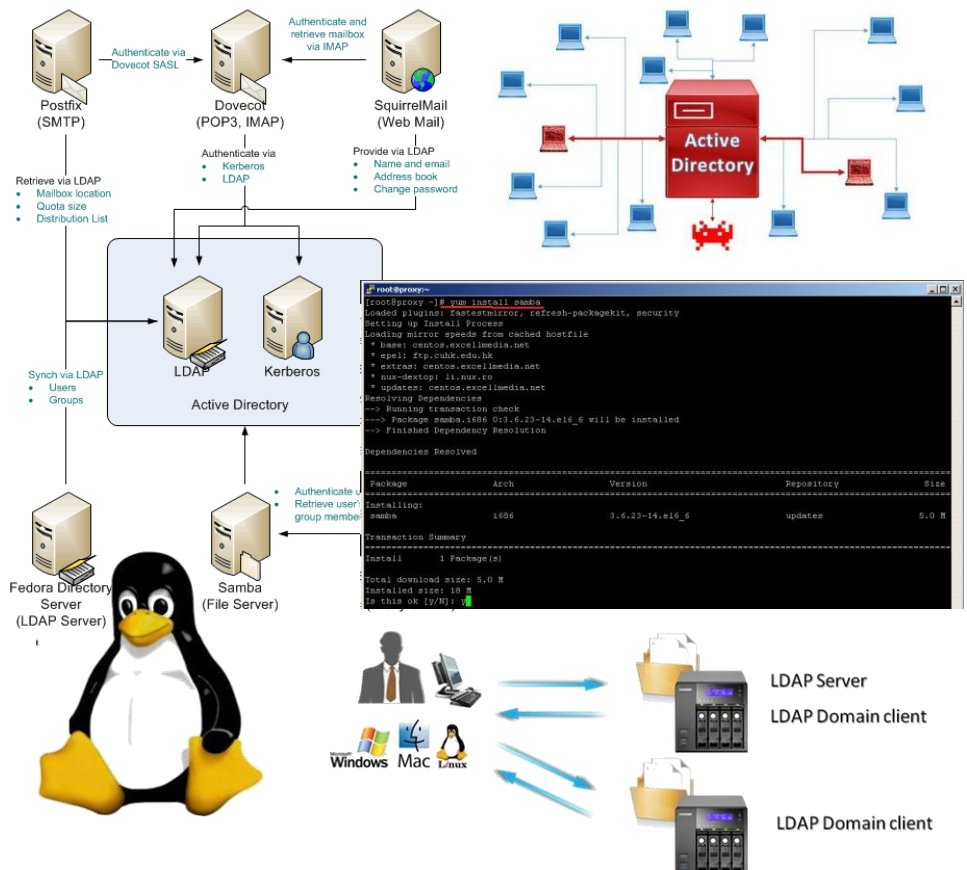 Authenticate via
Dovecot SASL
Authenticate and
retrieve mailbox
via IMAP
Postfix
(SMTP)
Dovecot
(POP3, IMAP)
SquirrelMail
(Web Mail)
Retrieve via LDAP
• Mailbox location
• Quota size
• Distribution List
Authenticate via
• Kerberos
• LDAP
Provide via LDAP
• Name and email
• Address book
• Change password
LDAP
Kerberos
Active Directory
Synch via LDAP
• Users
• Groups
• Authenticate u
• Retrieve user'
group membe
Fedora Directory
Server
(LDAP Server)
Samba
(File Server)
Active
Directory
root@proxy:~
[root@proxy ~]# yum install samba
Loaded plugins: fastestmirror, refresh-packagekit, security
Setting up Install Process
Loading mirror speeds from cached hostfile
* base: centos.excellmedia.net
* epel: ftp.cuhk.edu.hk
* extras: centos.excellmedia.net
* nux-dextop: li.nux.ro
* updates: centos.excellmedia.net
Resolving Dependencies
--> Running transaction check
---> Package samba.i686 0:3.6.23-14.el6_6 will be installed
--> Finished Dependency Resolution
Dependencies Resolved
Package Arch Version Repository Size
Installing:
samba i686 3.6.23-14.el6_6 updates 5.0 M
Transaction Summary
Install 1 Package(s)
Total download size: 5.0 M
Installed size: 18 M
Is this ok [y/N]: y
Microsoft
Windows
Mac
Linux
LDAP Server
LDAP Domain client
LDAP Domain client